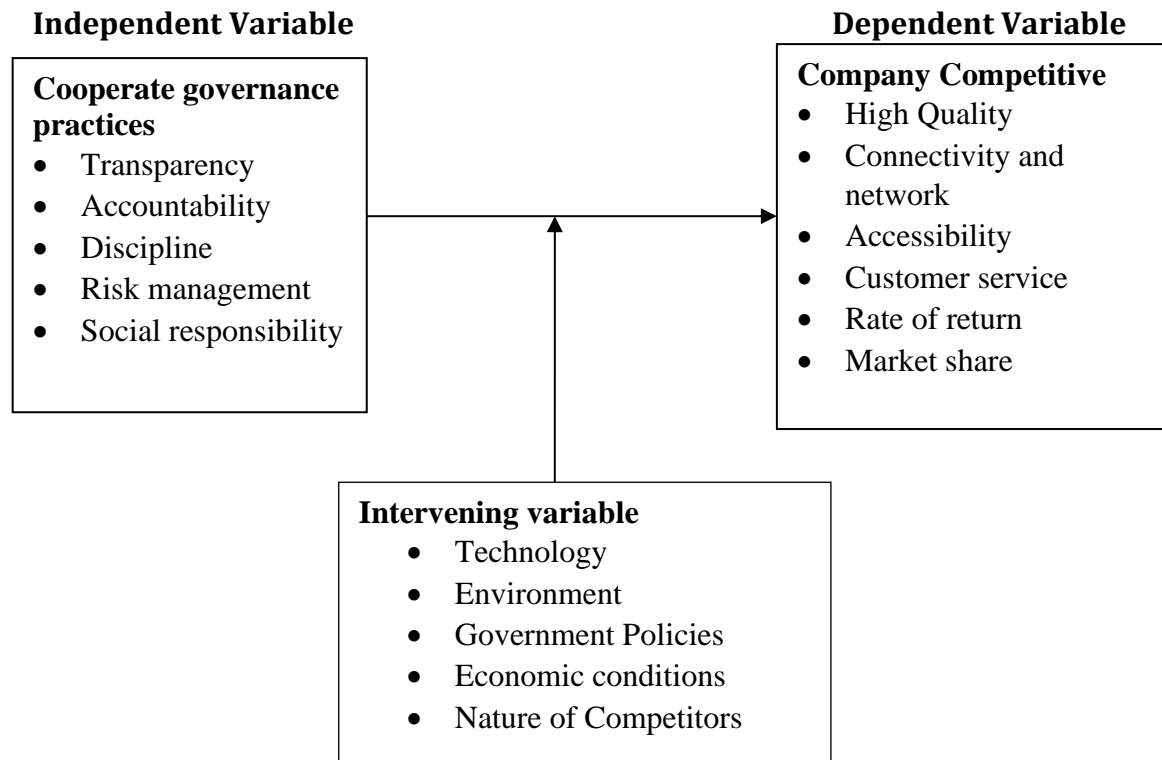 Independent Variable
Dependent Variable
Cooperate governance
practices
• Transparency
• Accountability
• Discipline
• Risk management
• Social responsibility
Company Competitive
• High Quality
• Connectivity and
network
• Accessibility
• Customer service
• Rate of return
• Market share
Intervening variable
• Technology
• Environment
• Government Policies
• Economic conditions
• Nature of Competitors